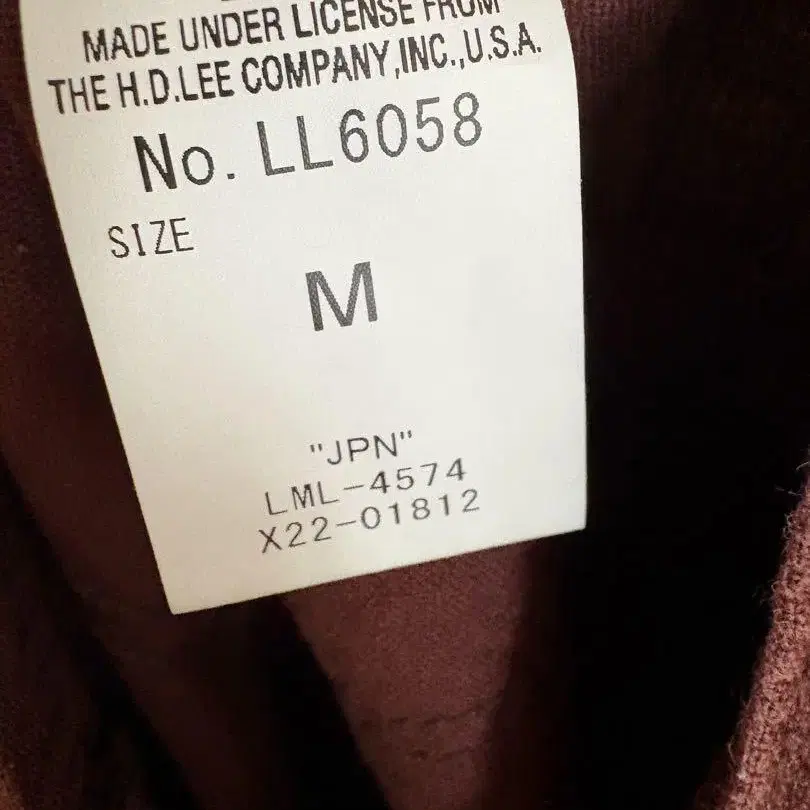 MADE UNDER LICENSE FROM
THE H.D.LEE COMPANY,INC.,U.S.A.
No. LL6058
SIZE
M
"JPN"
LML-4574
X22-01812